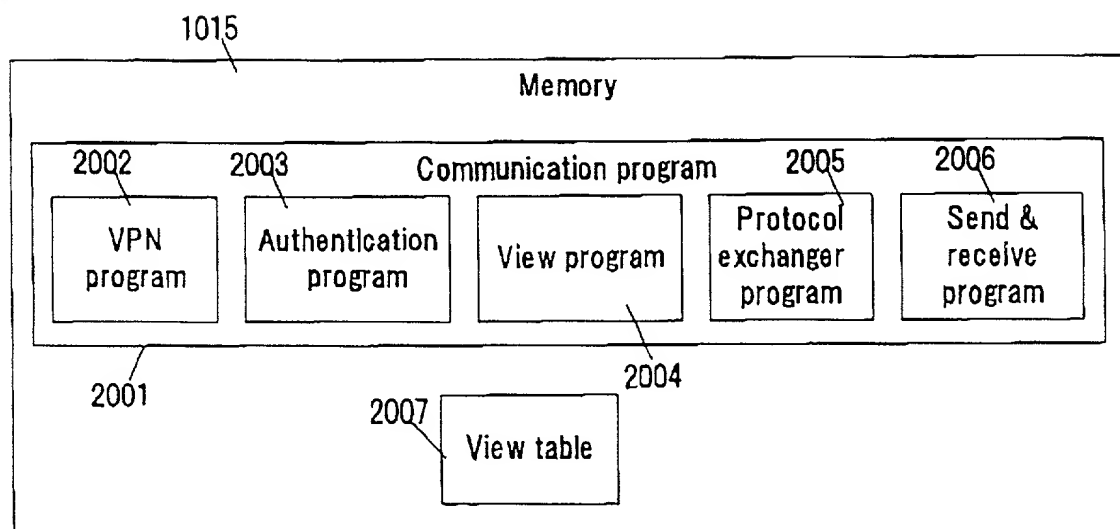 1015
Memory
2002
2003
Communication program
2005
2006
VPN
program
Authentication
program
View program
Protocol
exchanger
program
Send &
receive
program
2001
2004
2007
View table